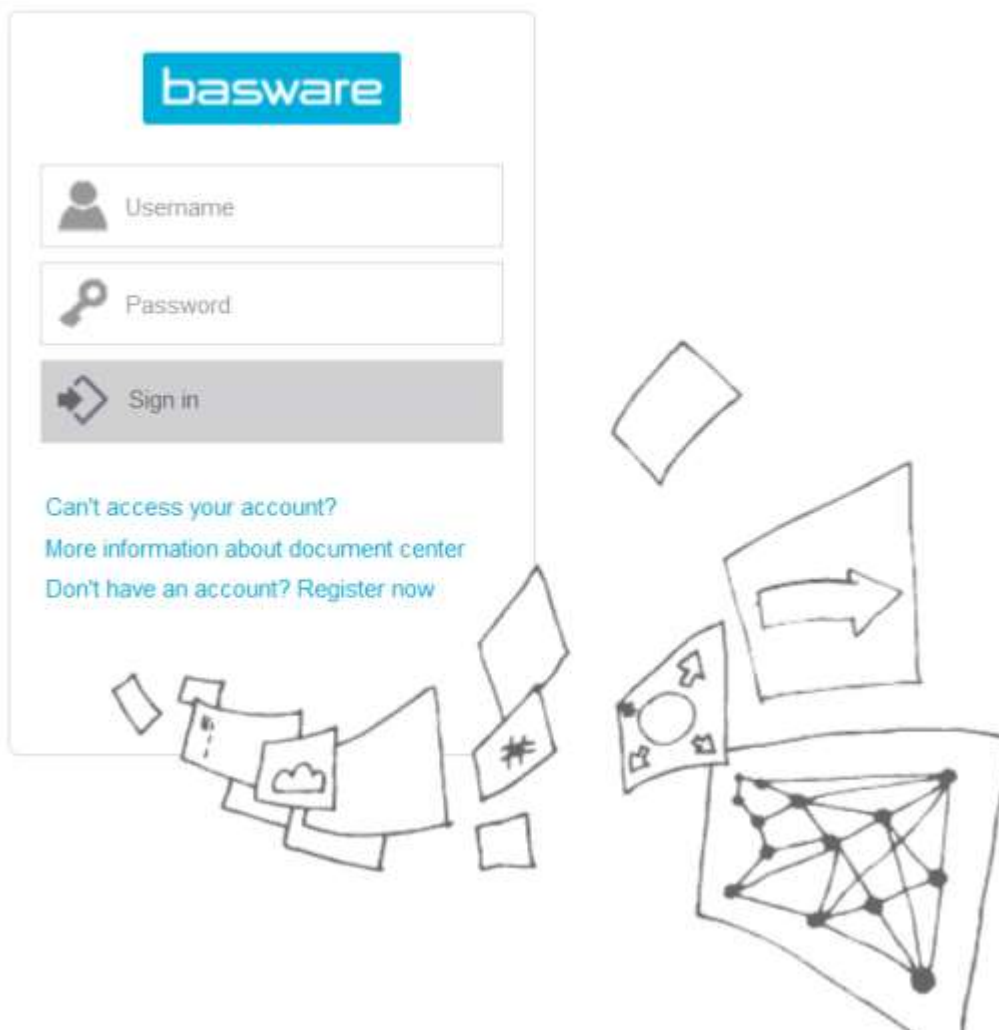 basware
Username
Password
Sign in
Can't access your account?
More information about document center
Don't have an account? Register now
#